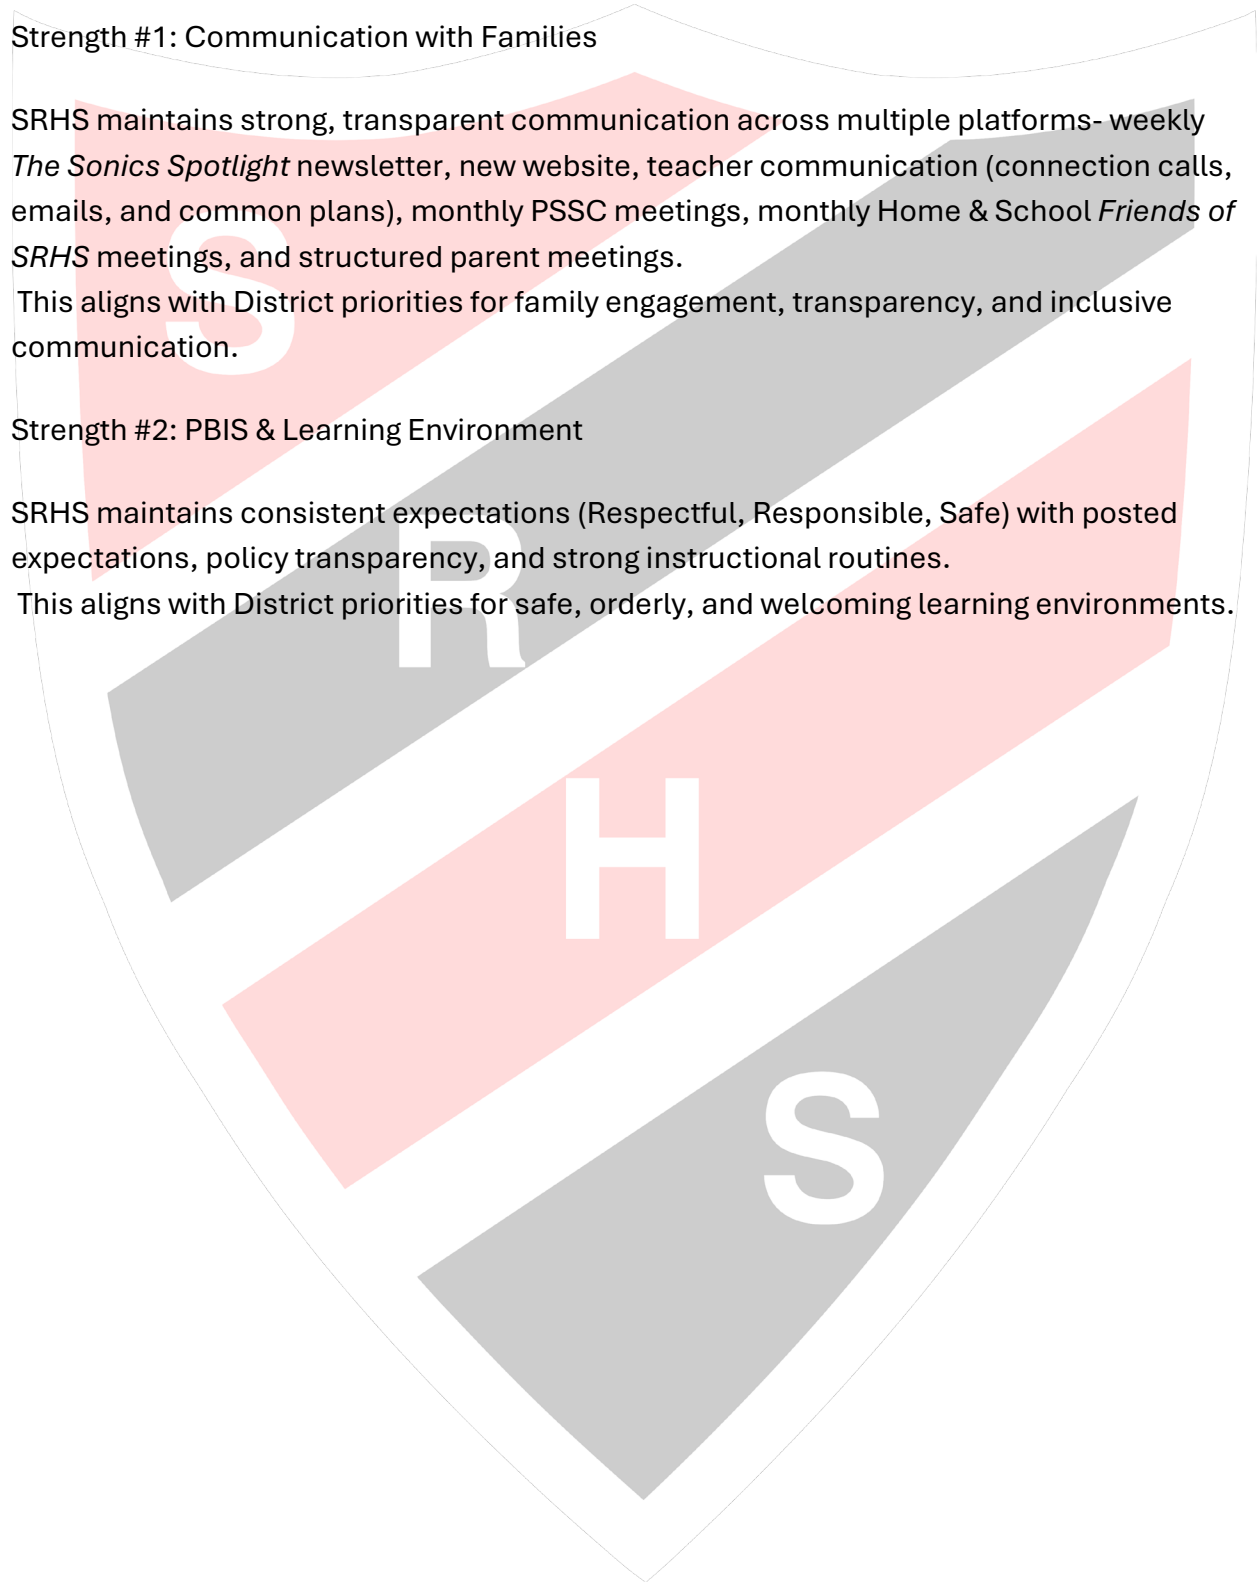 Strength #1: Communication with Families
SRHS maintains strong, transparent communication across multiple platforms- weekly
The Sonics Spotlight newsletter, new website, teacher communication (connection calls,
emails, and common plans), monthly PSSC meetings, monthly Home & School Friends of
SRHS meetings, and structured parent meetings.
This aligns with District priorities for family engagement, transparency, and inclusive
communication.
Strength #2: PBIS & Learning Environment
SRHS maintains consistent expectations (Respectful, Responsible, Safe) with posted
expectations, policy transparency, and strong instructional routines.
This aligns with District priorities for safe, orderly, and welcoming learning environments.
S
R
H
S